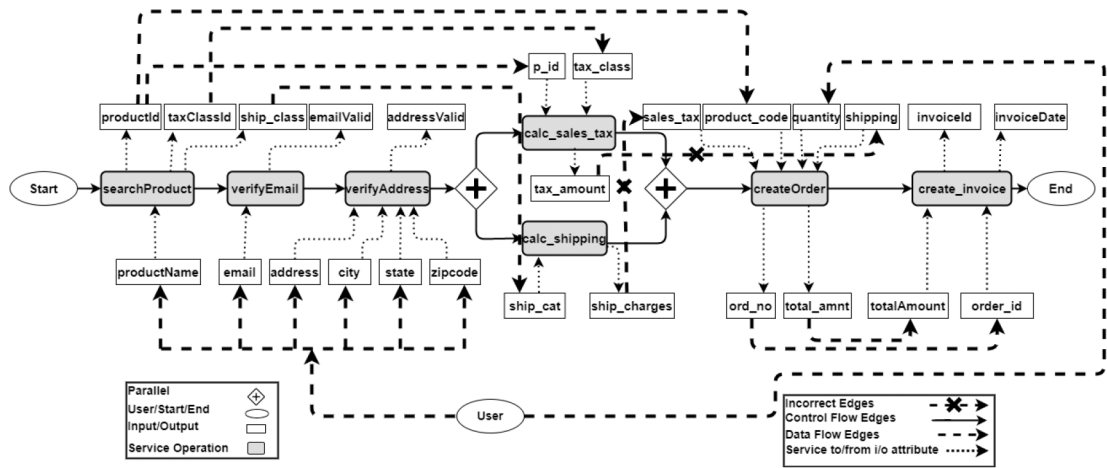 p_id
tax_class
productId
taxClassId
ship_class
emailValid
addressValid
sales_tax
product_code
quantity
shipping
invoiceId
invoiceDate
calc_sales_tax
Start
searchProduct
verifyEmail
verifyAddress
tax_amount
createOrder
create_invoice
End
calc_shipping
productName
email
address
city
state
zipcode
ship_cat
ship_charges
ord_no
total_amnt
totalAmount
order_id
User
Parallel
User/Start/End
Input/Output
Service Operation
Incorrect Edges
Control Flow Edges
Data Flow Edges
Service to/from i/o attribute